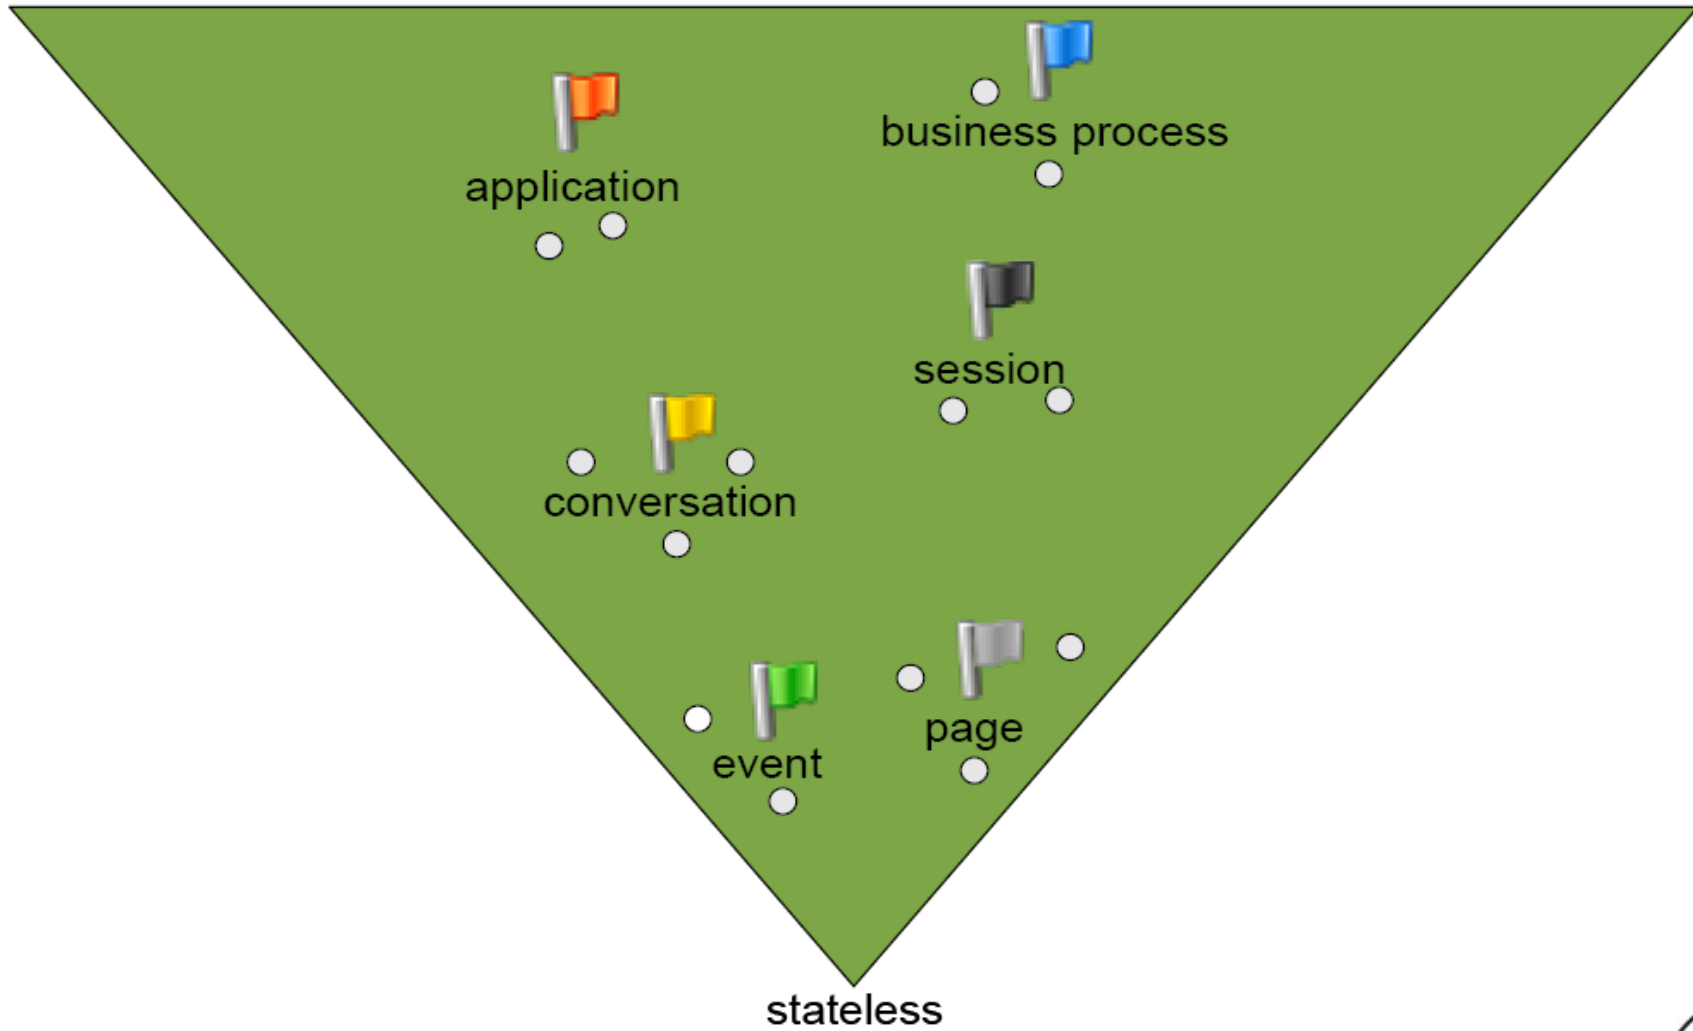 business process
application
session
conversation
page
event
stateless